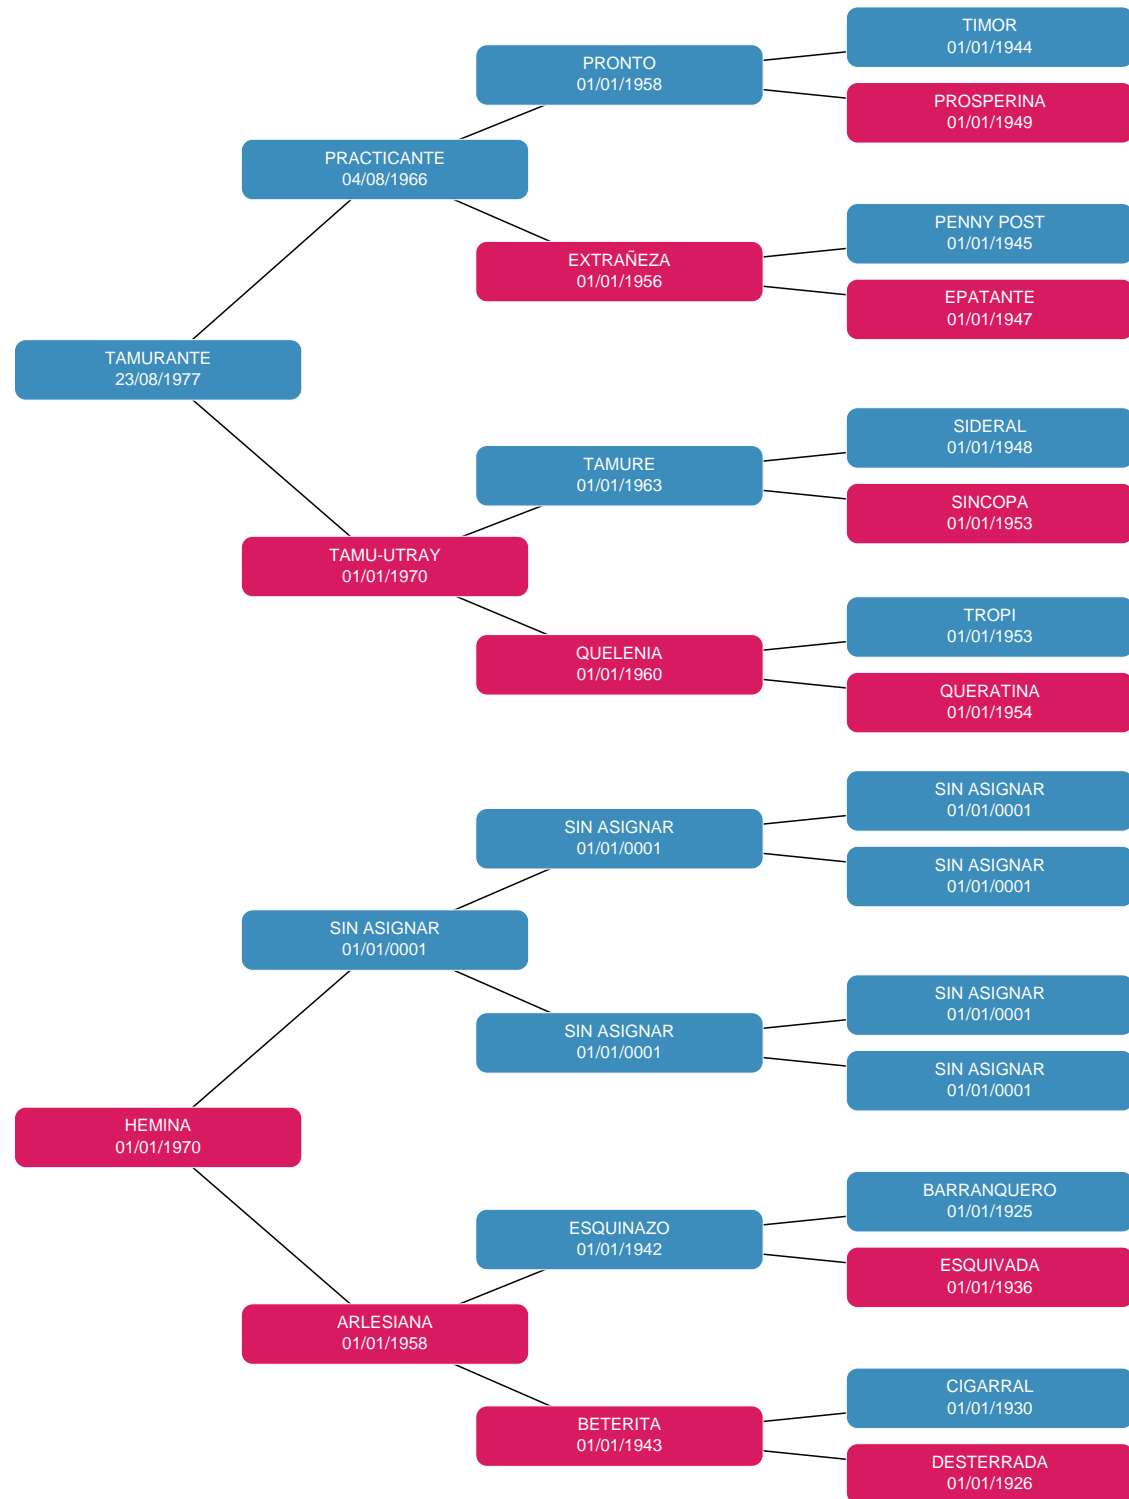 TIMOR
01/01/1944
PRONTO
01/01/1958
PROSPERINA
01/01/1949
PRACTICANTE
04/08/1966
PENNY POST
01/01/1945
EXTRAÑEZA
01/01/1956
EPATANTE
01/01/1947
TAMURANTE
23/08/1977
SIDERAL
01/01/1948
TAMURE
01/01/1963
SINCOPA
01/01/1953
TAMU-UTRAY
01/01/1970
TROPI
01/01/1953
QUELENIA
01/01/1960
QUERATINA
01/01/1954
SIN ASIGNAR
01/01/0001
SIN ASIGNAR
01/01/0001
SIN ASIGNAR
01/01/0001
SIN ASIGNAR
01/01/0001
SIN ASIGNAR
01/01/0001
SIN ASIGNAR
01/01/0001
SIN ASIGNAR
01/01/0001
HEMINA
01/01/1970
BARRANQUERO
01/01/1925
ESQUINAZO
01/01/1942
ESQUIVADA
01/01/1936
ARLESIANA
01/01/1958
CIGARRAL
01/01/1930
BETERITA
01/01/1943
DESTERRADA
01/01/1926